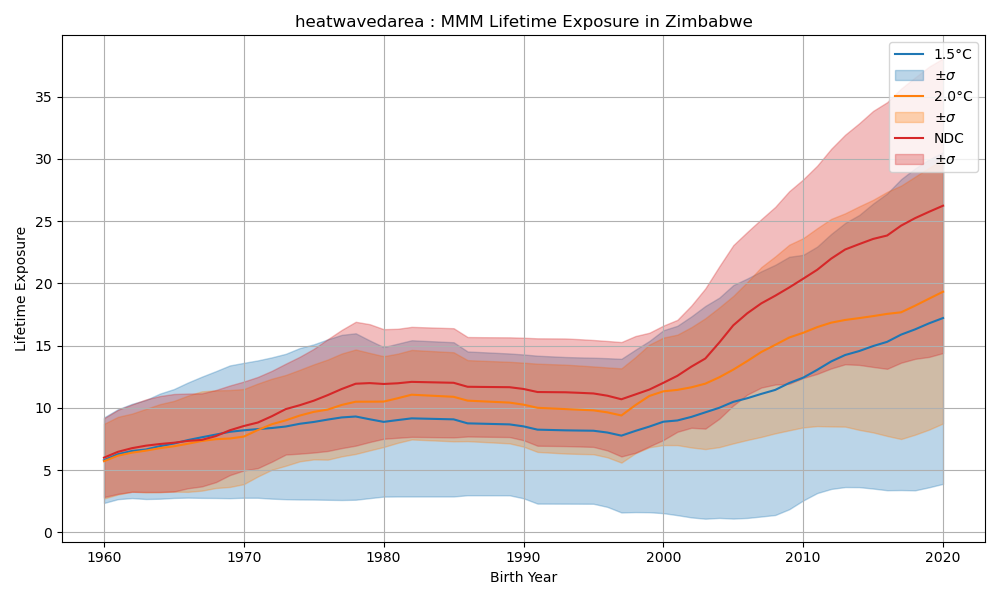 heatwavedarea : MMM Lifetime Exposure in Zimbabwe
1.5°C
±σ
2.0°C
±σ
NDC
±σ
Lifetime Exposure
35
30
25
20
15
10
5
0
1960
1970
1980
1990
2000
2010
2020
Birth Year